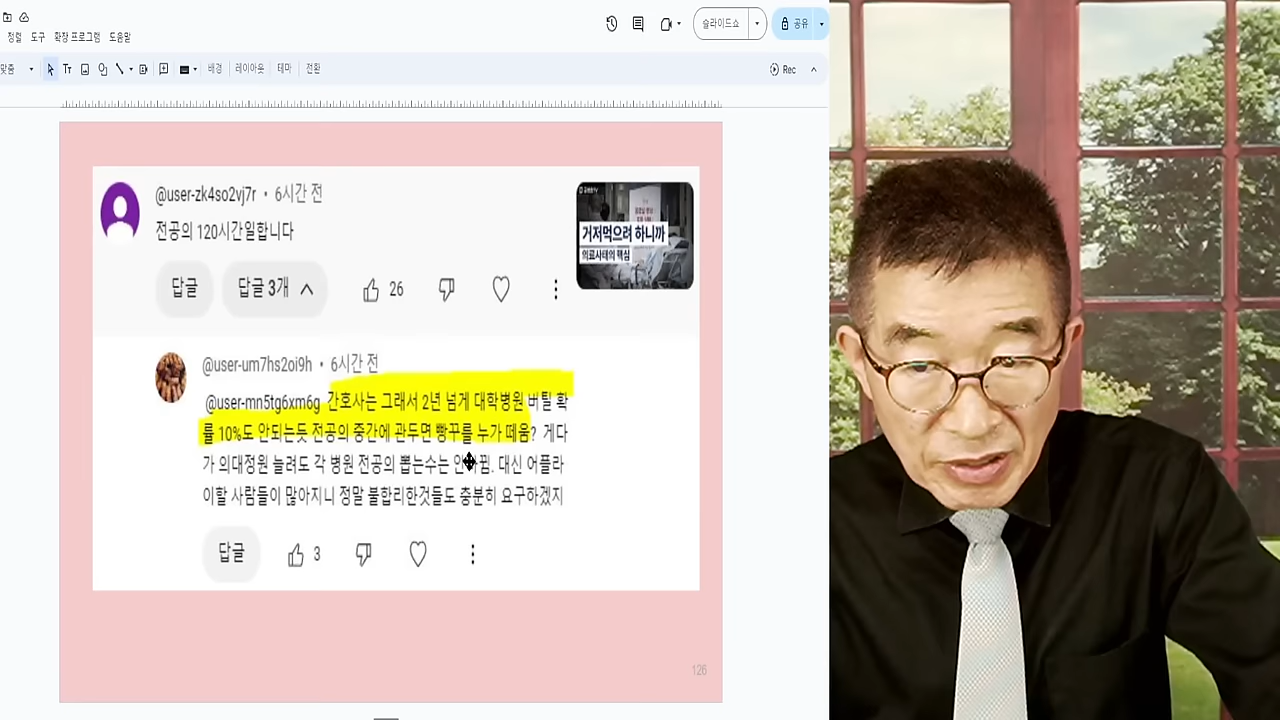 정렬 도구 확장 프로그램 도움말
슬라이드쇼
공유
맞춤
Tт
배경 레이아웃 테마 전환
Rec
@user-zk4so2vj7r • 6시간 전
전공의 120시간일합니다
거저먹으려 하니까
의료사태의 핵심
답글
답글 3개
26
@user-um7hs2oi9h • 6시간 전
@user-mn5tg6xm6g 간호사는 그래서 2년 넘게 대학병원 버틸 확
률 10%도 안되는듯 전공의 중간에 관두면 빵꾸를 누가 떼움? 게다
가 의대정원 늘려도 각 병원 전공의 뽑는수는 대신 어플라
이할 사람들이 많아지니 정말 불합리한것들도 충분히 요구하겠지
답글
3
126